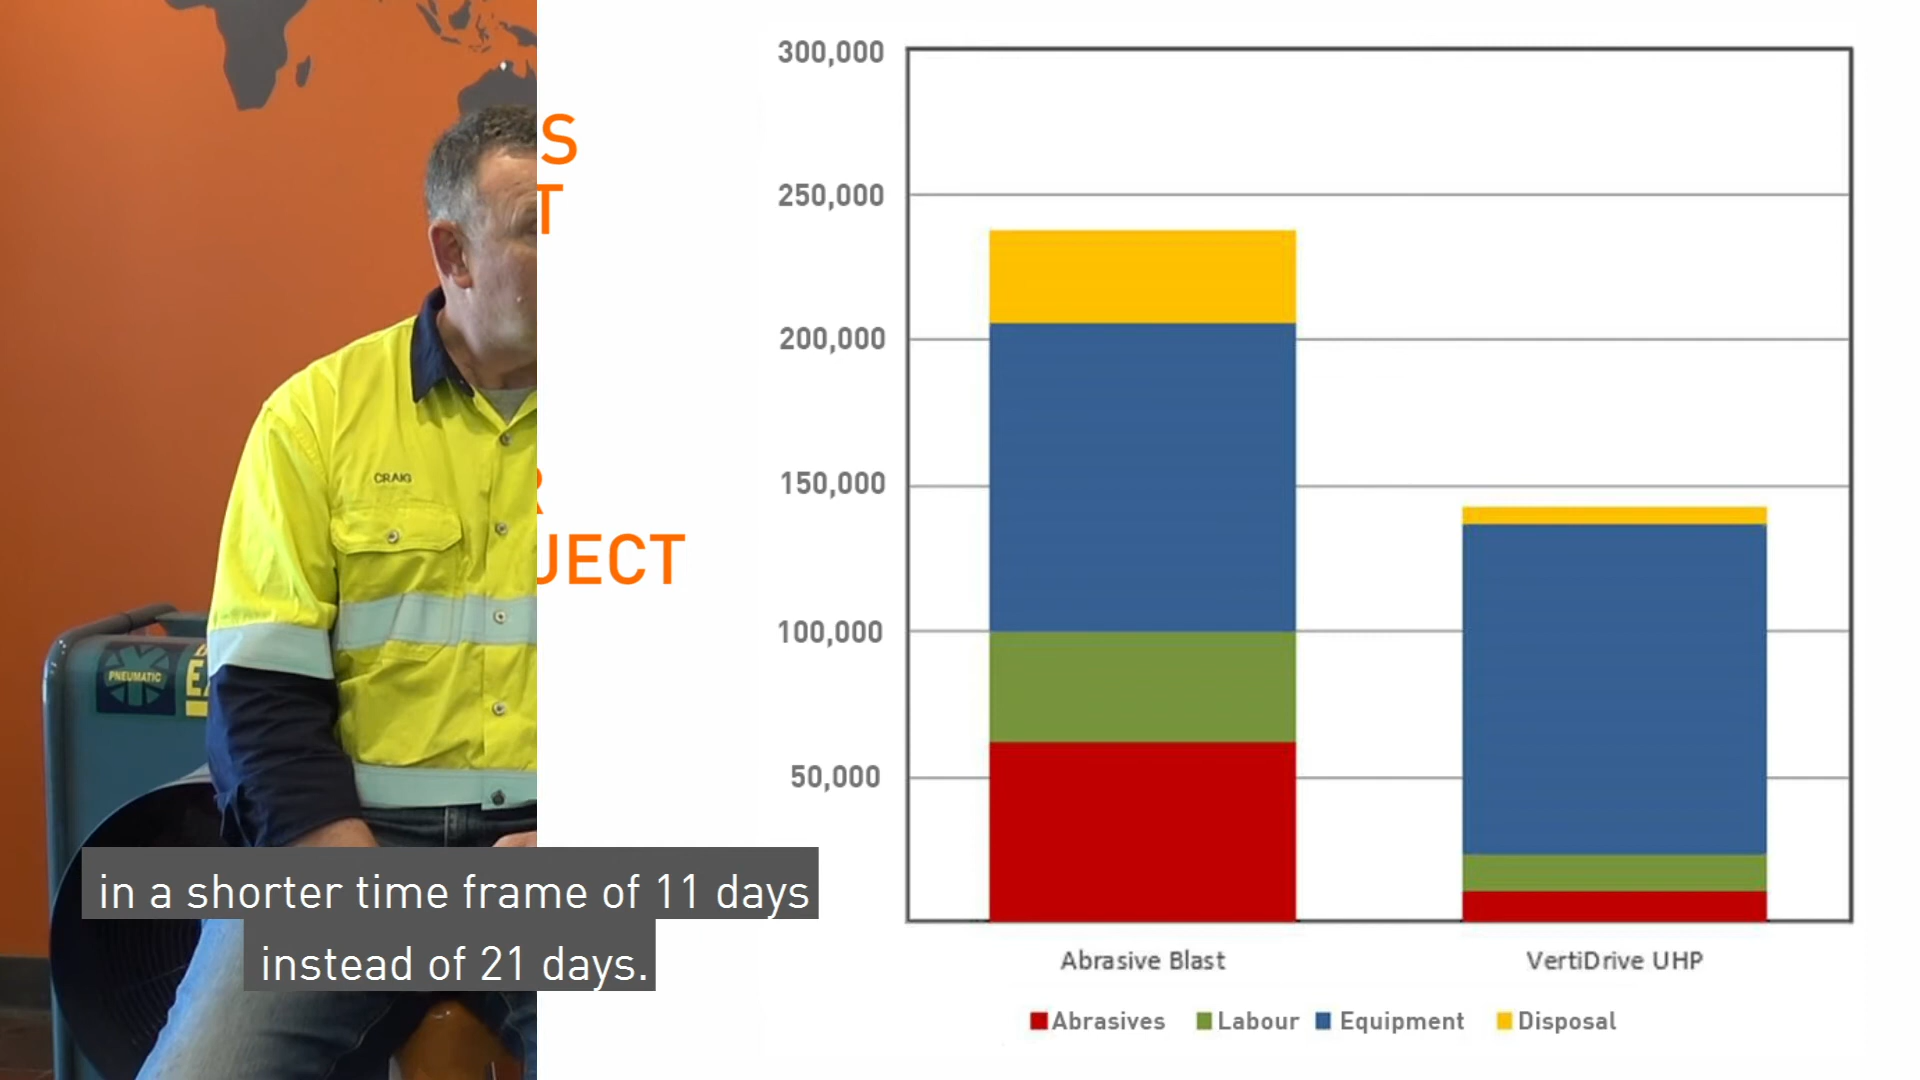 S
T
JECT
CRAIG
PNEUMATIC
300,000
250,000
200,000
150,000
100,000
50,000
Abrasive Blast
VertiDrive UHP
Abrasives
Labour
Equipment
Disposal
in a shorter time frame of 11 days
instead of 21 days.